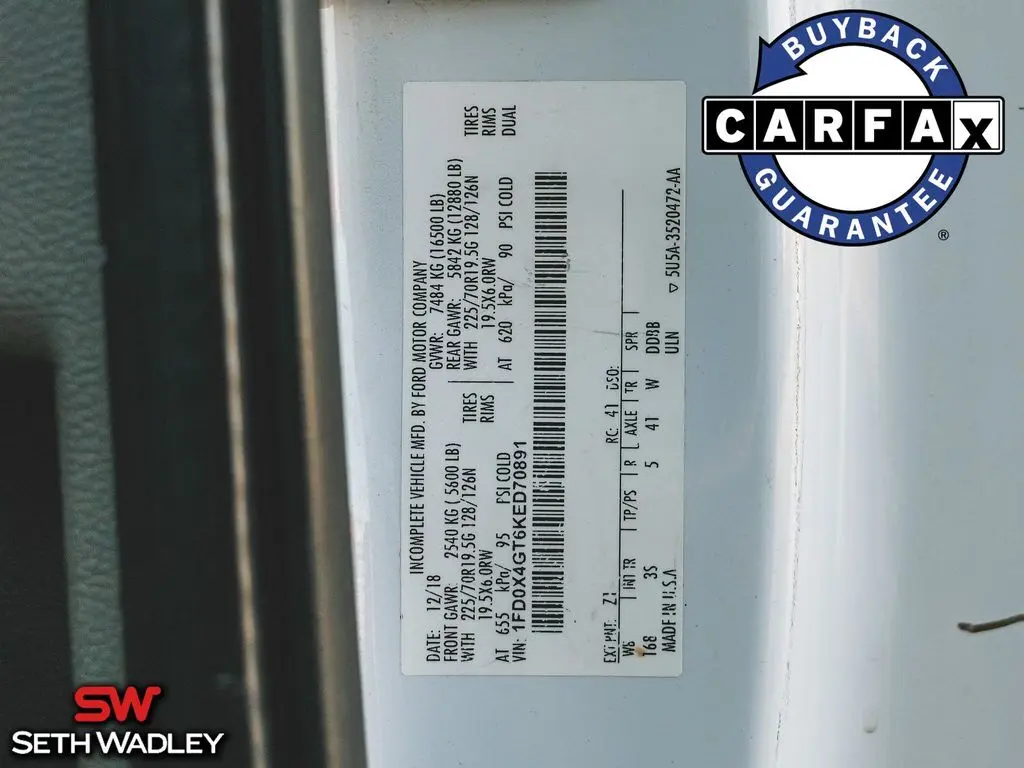 BUYBACK
CARFAX
GUARANTEE
®
INCOMPLETE VEHICLE MFD. BY FORD MOTOR COMPANY
DATE: 12/18 GVWR: 7484 KG (16500 LB)
FRONT GAWR: 2540 KG ( 5600 LB) REAR GAWR: 5842 KG (12880 LB)
WITH 225/70R19.5G 128/126N TIRES WITH 225/70R19.5G 128/126N TIRES
19.5X6.0RW RIMS 19.5X6.0RW RIMS
AT 655 kPa/ 95 PSI COLD AT 620 kPa/ 90 PSI COLD DUAL
VIN: 1FD0X4GT6KED70891
EXT PNT: Z1 RC: 41 DSO:
WB INT TR TP/PS R AXLE TR SPR
168 3S 5 41 W DDBB
MADE IN U.S.A. ULN ▽ 5U5A-3520472-AA
SW
SETH WADLEY